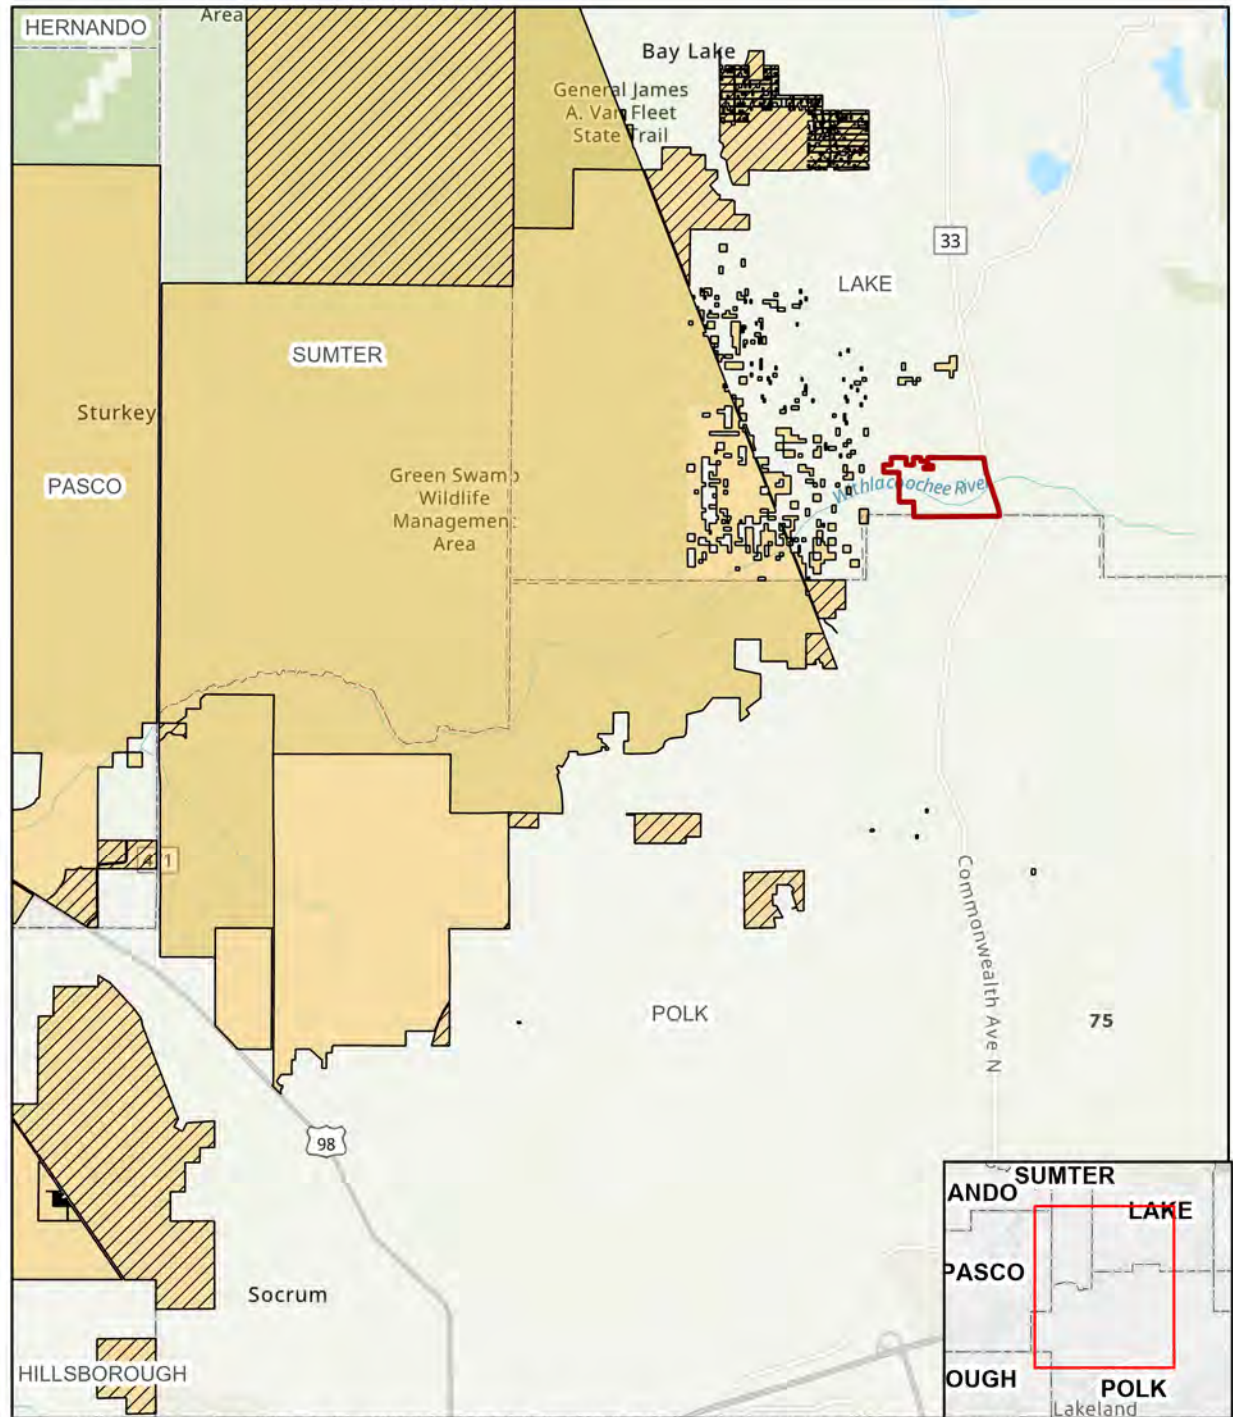 HERNANDO
Area
Bay Lake
General James
A. Van Fleet
State Trail
33
LAKE
SUMTER
Sturkey
PASCO
Green Swamp
Wildlife
Management
Area
Withlacoochee River
471
Commonwealth Ave N
POLK
75
98
Socrum
HILLSBOROUGH
SUMTER
ANDO
LAKE
PASCO
OUGH
POLK
Lakeland